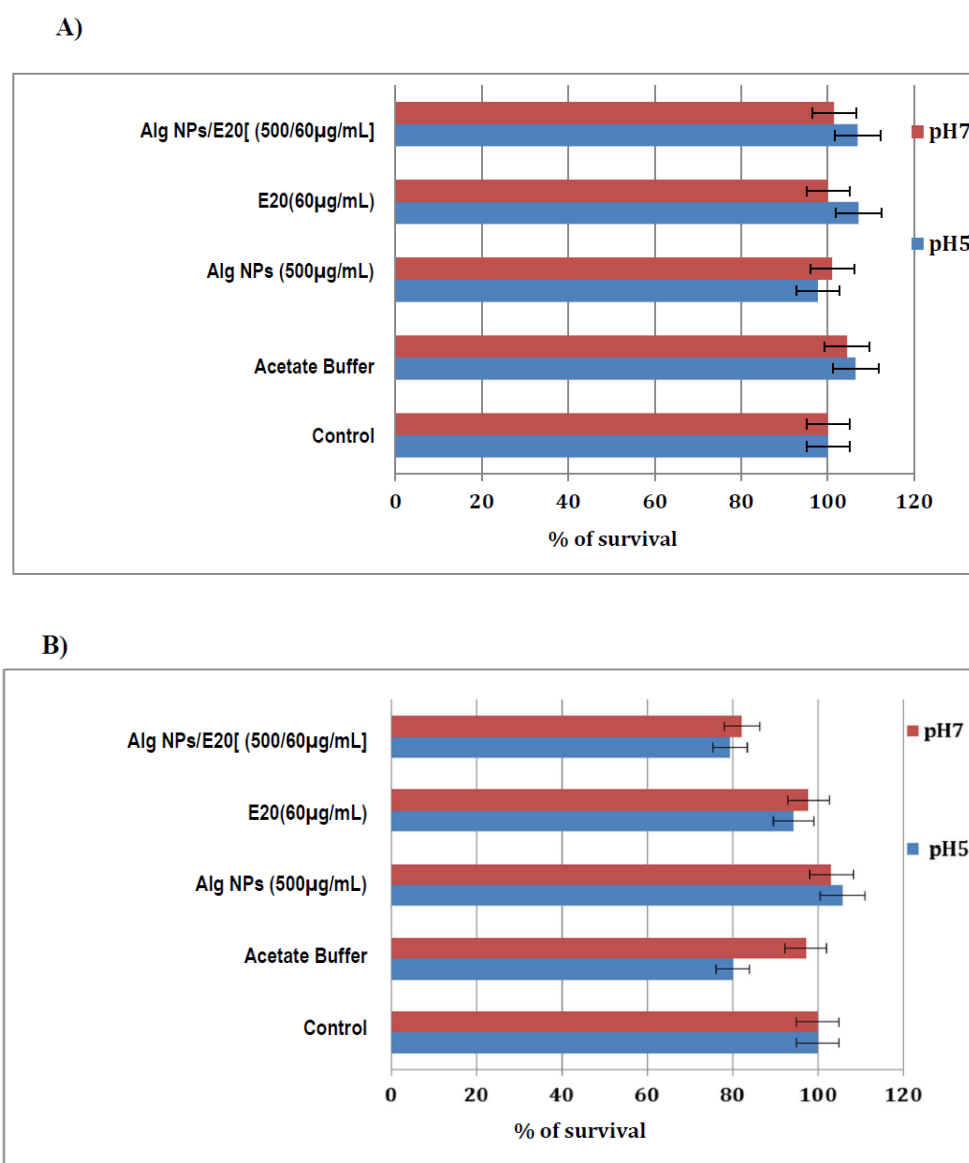 A)
Alg NPs/E20[ (500/60µg/mL]
E20(60µg/mL)
Alg NPs (500µg/mL)
Acetate Buffer
Control
pH7
pH5
0 20 40 60 80 100 120
% of survival
B)
Alg NPs/E20[ (500/60µg/mL]
E20(60µg/mL)
Alg NPs (500µg/mL)
Acetate Buffer
Control
pH7
pH5
0 20 40 60 80 100 120
% of survival